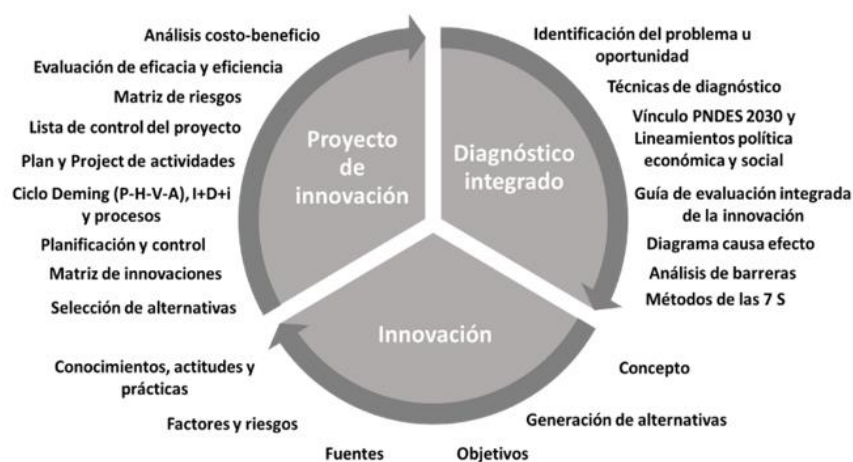 Análisis costo-beneficio
Evaluación de eficacia y eficiencia
Matriz de riesgos
Lista de control del proyecto
Plan y Project de actividades
Ciclo Deming (P-H-V-A), I+D+i
y procesos
Planificación y control
Matriz de innovaciones
Selección de alternativas
Proyecto
de
innovación
Diagnóstico
integrado
Identificación del problema u
oportunidad
Técnicas de diagnóstico
Vínculo PNDES 2030 y
Lineamientos política
económica y social
Guía de evaluación integrada
de la innovación
Diagrama causa efecto
Análisis de barreras
Métodos de las 7 S
Innovación
Conocimientos, actitudes y
prácticas
Factores y riesgos
Fuentes
Objetivos
Generación de alternativas
Concepto